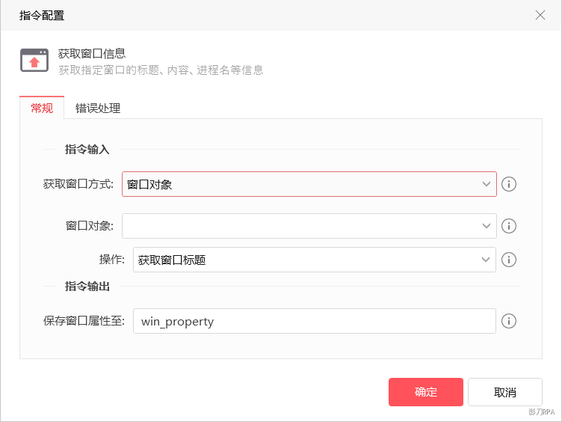 指令配置
获取窗口信息
获取指定窗口的标题、内容、进程名等信息
常规 错误处理
指令输入
获取窗口方式: 窗口对象
窗口对象:
操作: 获取窗口标题
指令输出
保存窗口属性至: win_property
确定 取消
影刀RPA